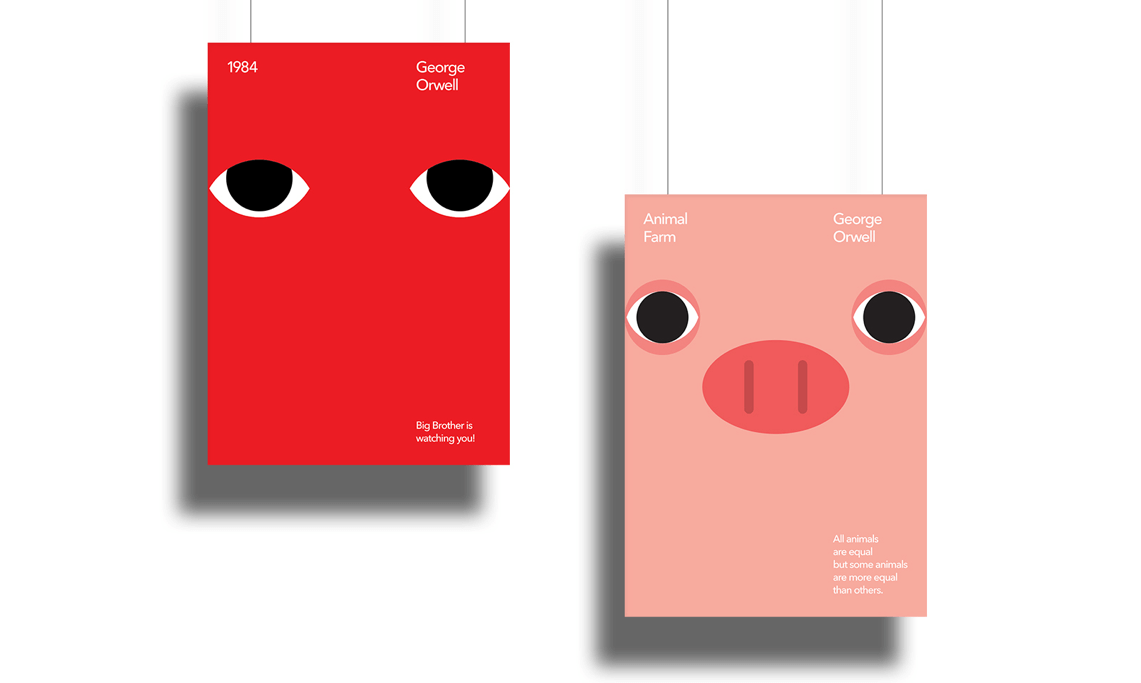 1984
George
Orwell
Big Brother is
watching you!
Animal
Farm
George
Orwell
All animals
are equal
but some animals
are more equal
than others.